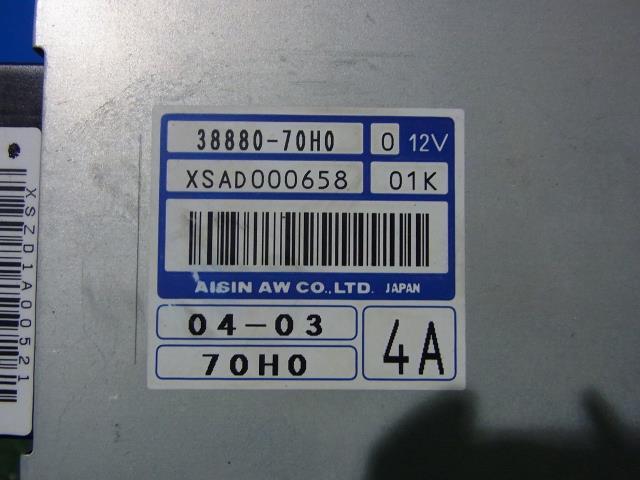 38880-70H0 0 12V
XSAD000658 01K
AISIN AW CO.,LTD. JAPAN
04-03
70H0
4A
XSZD1A00521